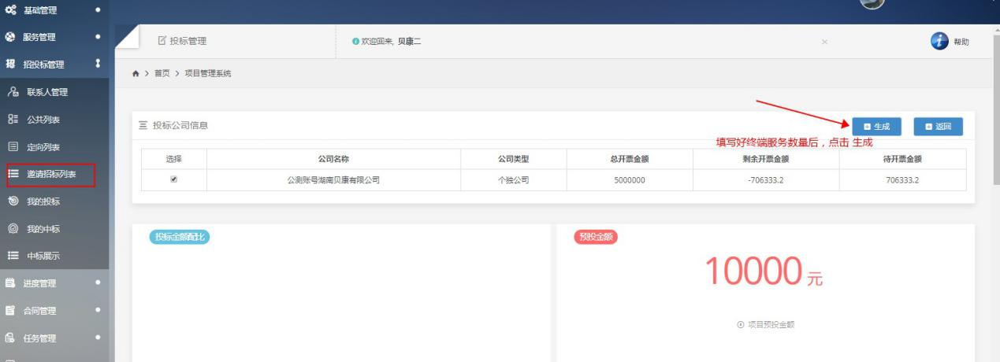 基础管理
服务管理
招投标管理
联系人管理
公共列表
定向列表
邀请招标列表
我的投标
我的中标
中标展示
进度管理
合同管理
任务管理
投标管理
欢迎回来, 贝康二
×
帮助
首页 > 项目管理系统
投标公司信息
生成
返回
填写好终端服务数量后，点击 生成
选择 公司名称 公司类型 总开票金额 剩余开票金额 待开票金额
公测账号湖南贝康有限公司 个独公司 5000000 -706333.2 706333.2
投标金额配比
预投金额
10000 元
项目预投金额